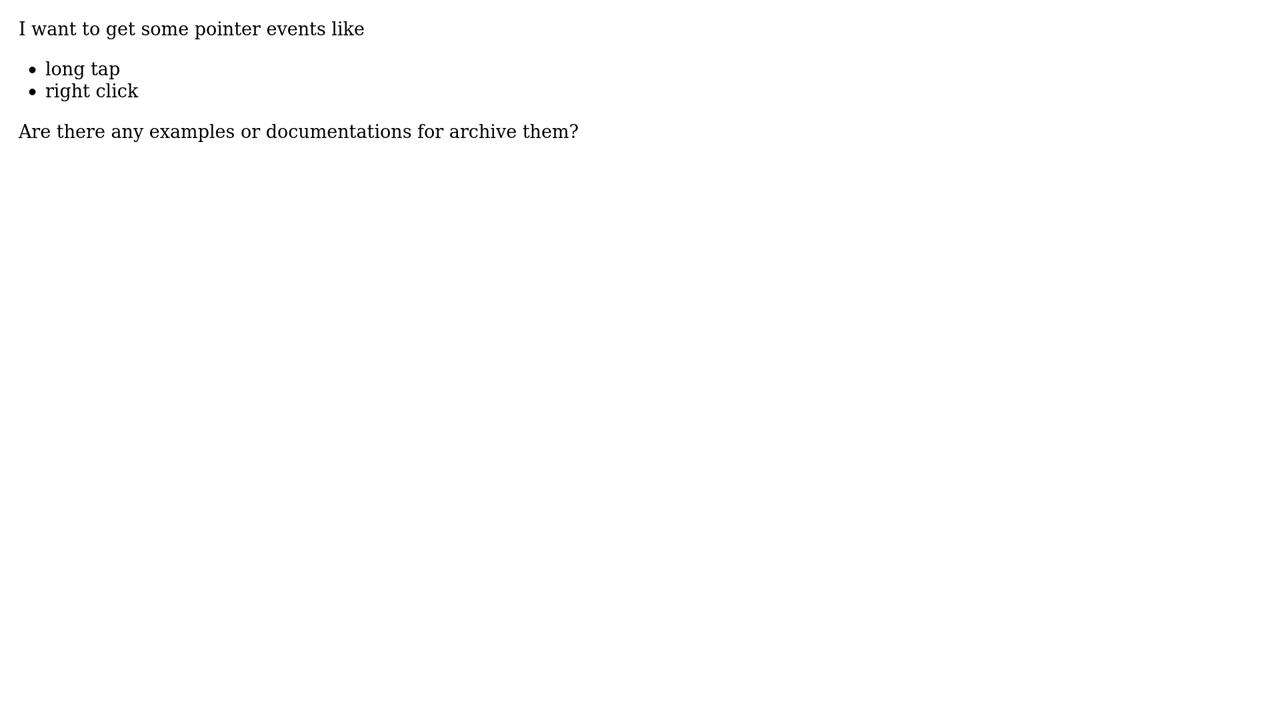 I want to get some pointer events like
• long tap
• right click
Are there any examples or documentations for archive them?